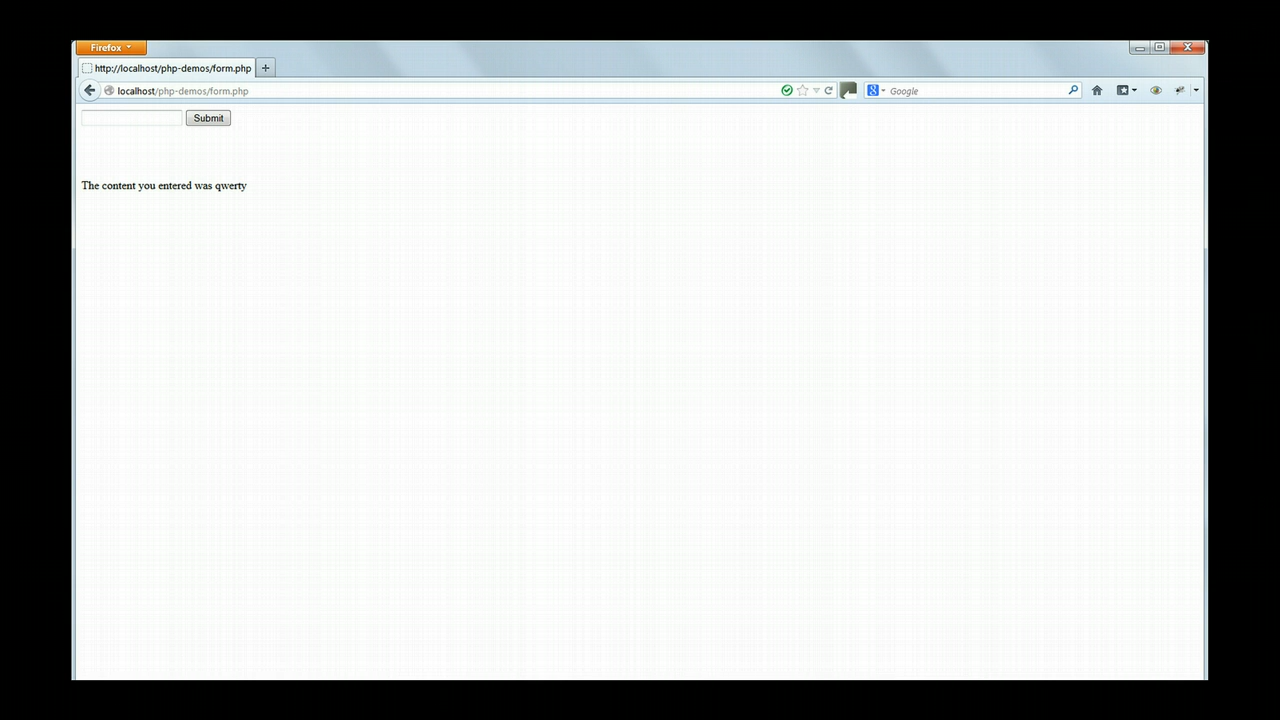 Firefox
http://localhost/php-demos/form.php
localhost/php-demos/form.php
Google
Submit
The content you entered was qwerty